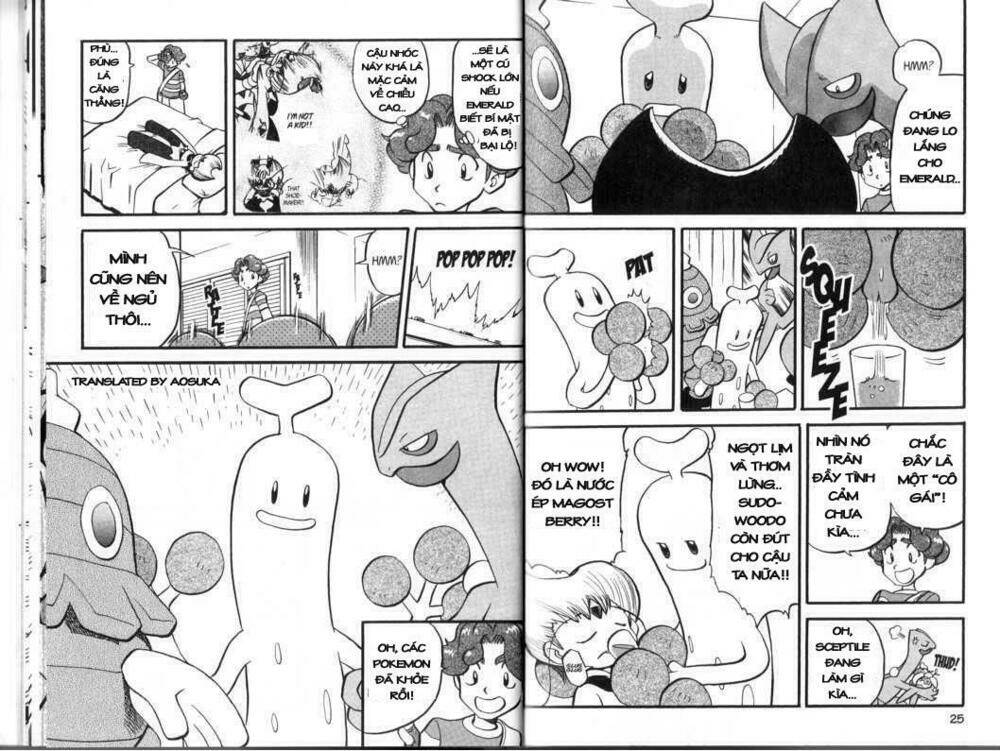 HMM?
CHÚNG
ĐANG LO
LẮNG CHO
EMERALD...
SQUEEZE
PAT
CHẮC
ĐÂY LÀ
MỘT "CÔ
GÁI"!
NHÌN NÓ
TRÀN
ĐẦY TÌNH
CẢM
CHƯA
KÌA...
OH,
SCEPTILE
ĐANG
LÀM GÌ
KÌA...
THUD!
NGỌT LỊM
VÀ THƠM
LỪNG...
SUDO-
WOODO
CÒN ĐÚT
CHO CẬU
TA NỮA!!
OH WOW!
ĐÓ LÀ NƯỚC
ÉP MAGOST
BERRY!!
25
...SẼ LÀ
MỘT CÚ
SHOCK LỚN
NẾU
EMERALD
BIẾT BÍ MẬT
ĐÃ BỊ
BẠI LỘ!
CẬU NHÓC
NÀY KHÁ LÀ
MẶC CẢM
VỀ CHIỀU
CAO...
I'M NOT
A KID!!
THAT
SHOE-
MAKER!!
PHÙ...
ĐÚNG
LÀ
CĂNG
THẲNG!
POP POP POP!
HMM?
RATTLE
MÌNH
CŨNG NÊN
VỀ NGỦ
THÔI...
TRANSLATED BY AOSUKA
OH, CÁC
POKEMON
ĐÃ KHỎE
RỒI!